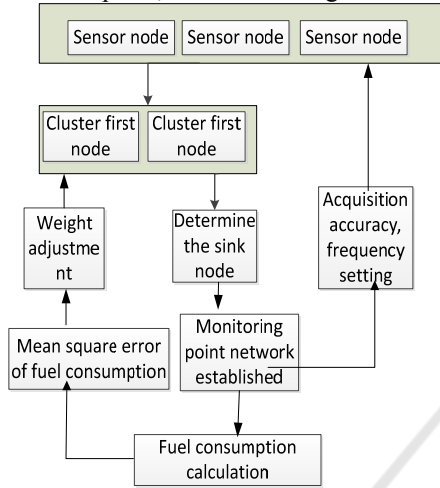 Sensor node Sensor node Sensor node
Cluster first
node
Cluster first
node
Weight
adjustme
nt
Determine
the sink
node
Acquisition
accuracy,
frequency
setting
Mean square error
of fuel consumption
Monitoring
point network
established
Fuel consumption
calculation